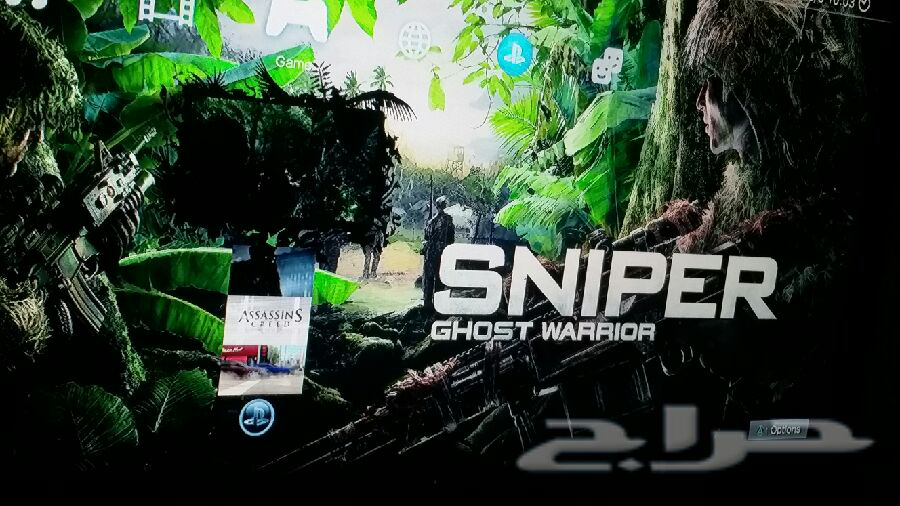 Game
SNIPER
GHOST WARRIOR
ASSASSINS
CREED
Options
حراج